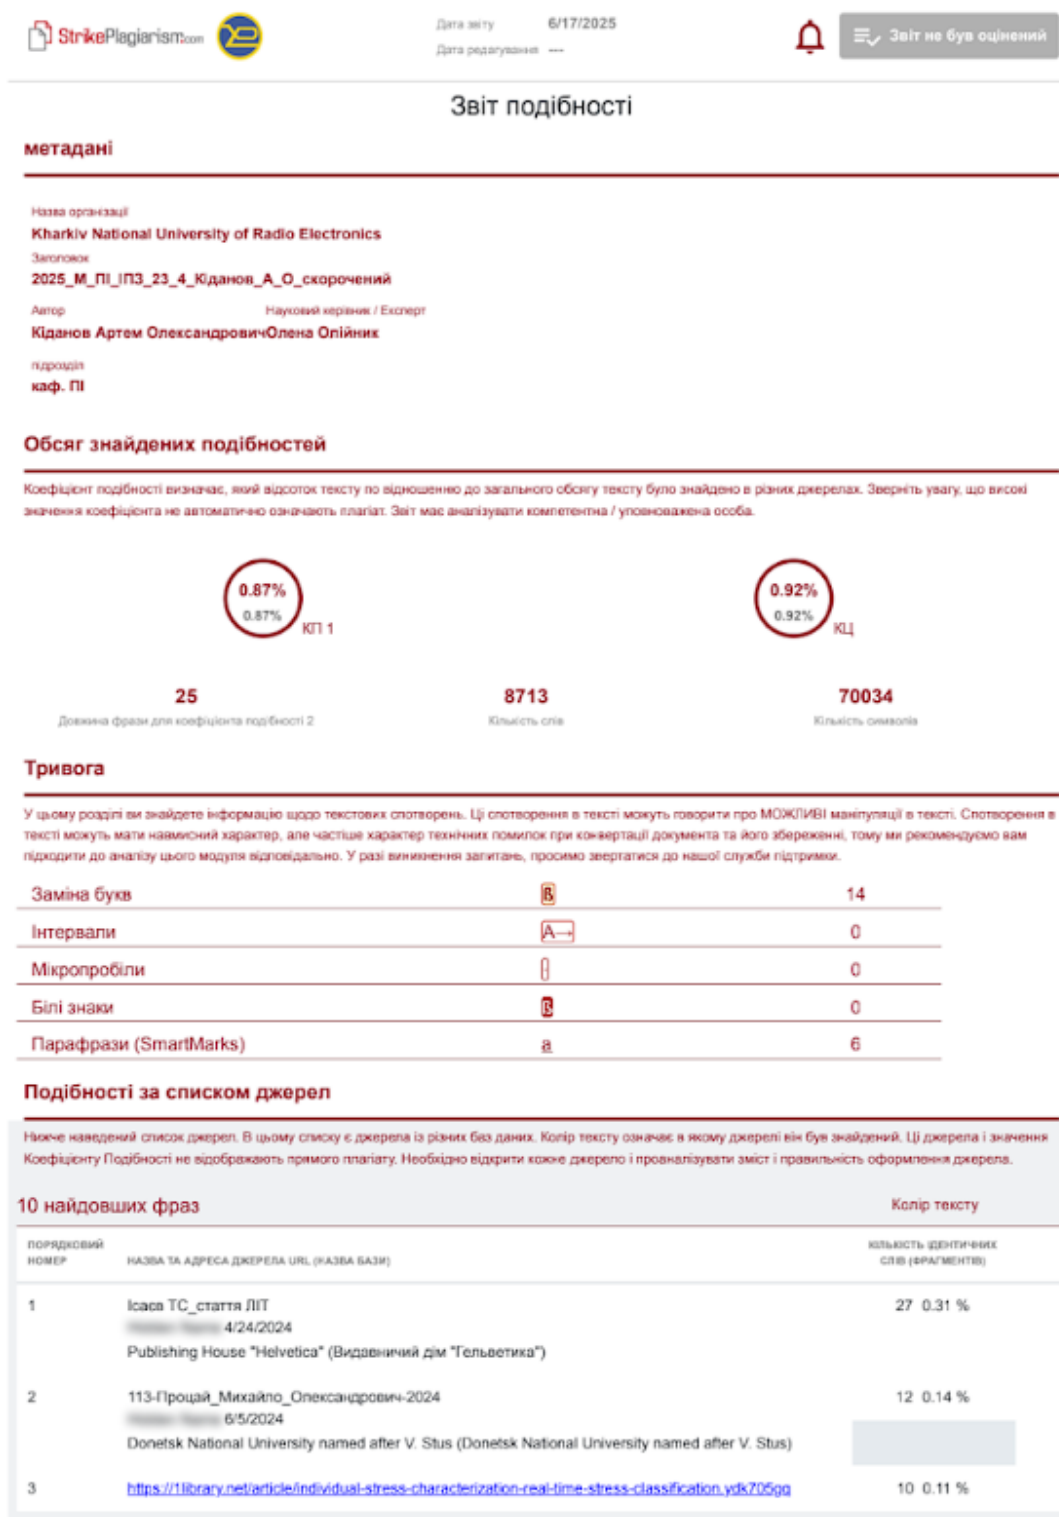 StrikePlagiarism.com
Дата звіту 6/17/2025
Дата редагування ---
Звіт не був оцінений
Звіт подібності
метадані
Назва організації
Kharkiv National University of Radio Electronics
Заголовок
2025_М_ПІ_ІПЗ_23_4_Кіданов_А_О_скорочений
Автор Науковий керівник / Експерт
Кіданов Артем ОлександровичОлена Олійник
підрозділ
каф. ПІ
Обсяг знайдених подібностей
Коефіцієнт подібності визначає, який відсоток тексту по відношенню до загального обсягу тексту було знайдено в різних джерелах. Зверніть увагу, що високі
значення коефіцієнта не автоматично означають плагіат. Звіт має аналізувати компетентна / уповноважена особа.
0.87%
0.87%
КП 1
0.92%
0.92%
КЦ
25 8713 70034
Довжина фрази для коефіцієнта подібності 2 Кількість слів Кількість символів
Тривога
У цьому розділі ви знайдете інформацію щодо текстових спотворень. Ці спотворення в тексті можуть говорити про МОЖЛИВІ маніпуляції в тексті. Спотворення в
тексті можуть мати навмисний характер, але частіше характер технічних помилок при конвертації документа та його збереженні, тому ми рекомендуємо вам
підходити до аналізу цього модуля відповідально. У разі виникнення запитань, просимо звертатися до нашої служби підтримки.
Заміна букв ß 14
Інтервали A→ 0
Мікропробіли 0
Білі знаки ß 0
Парафрази (SmartMarks) a 6
Подібності за списком джерел
Нижче наведений список джерел. В цьому списку є джерела із різних баз даних. Колір тексту означає в якому джерелі він був знайдений. Ці джерела і значення
Коефіцієнту Подібності не відображають прямого плагіату. Необхідно відкрити кожне джерело і проаналізувати зміст і правильність оформлення джерела.
10 найдовших фраз Колір тексту
ПОРЯДКОВИЙ НОМЕР НАЗВА ТА АДРЕСА ДЖЕРЕЛА URL (НАЗВА БАЗИ) КІЛЬКІСТЬ ІДЕНТИЧНИХ СЛІВ (ФРАГМЕНТІВ)
1 Ісаєв ТС_стаття ЛІТ 27 0.31 %
4/24/2024
Publishing House "Helvetica" (Видавничий дім "Гельветика")
2 113-Процай_Михайло_Олександрович-2024 12 0.14 %
6/5/2024
Donetsk National University named after V. Stus (Donetsk National University named after V. Stus)
3 https://1library.net/article/individual-stress-characterization-real-time-stress-classification.ydk705gq 10 0.11 %